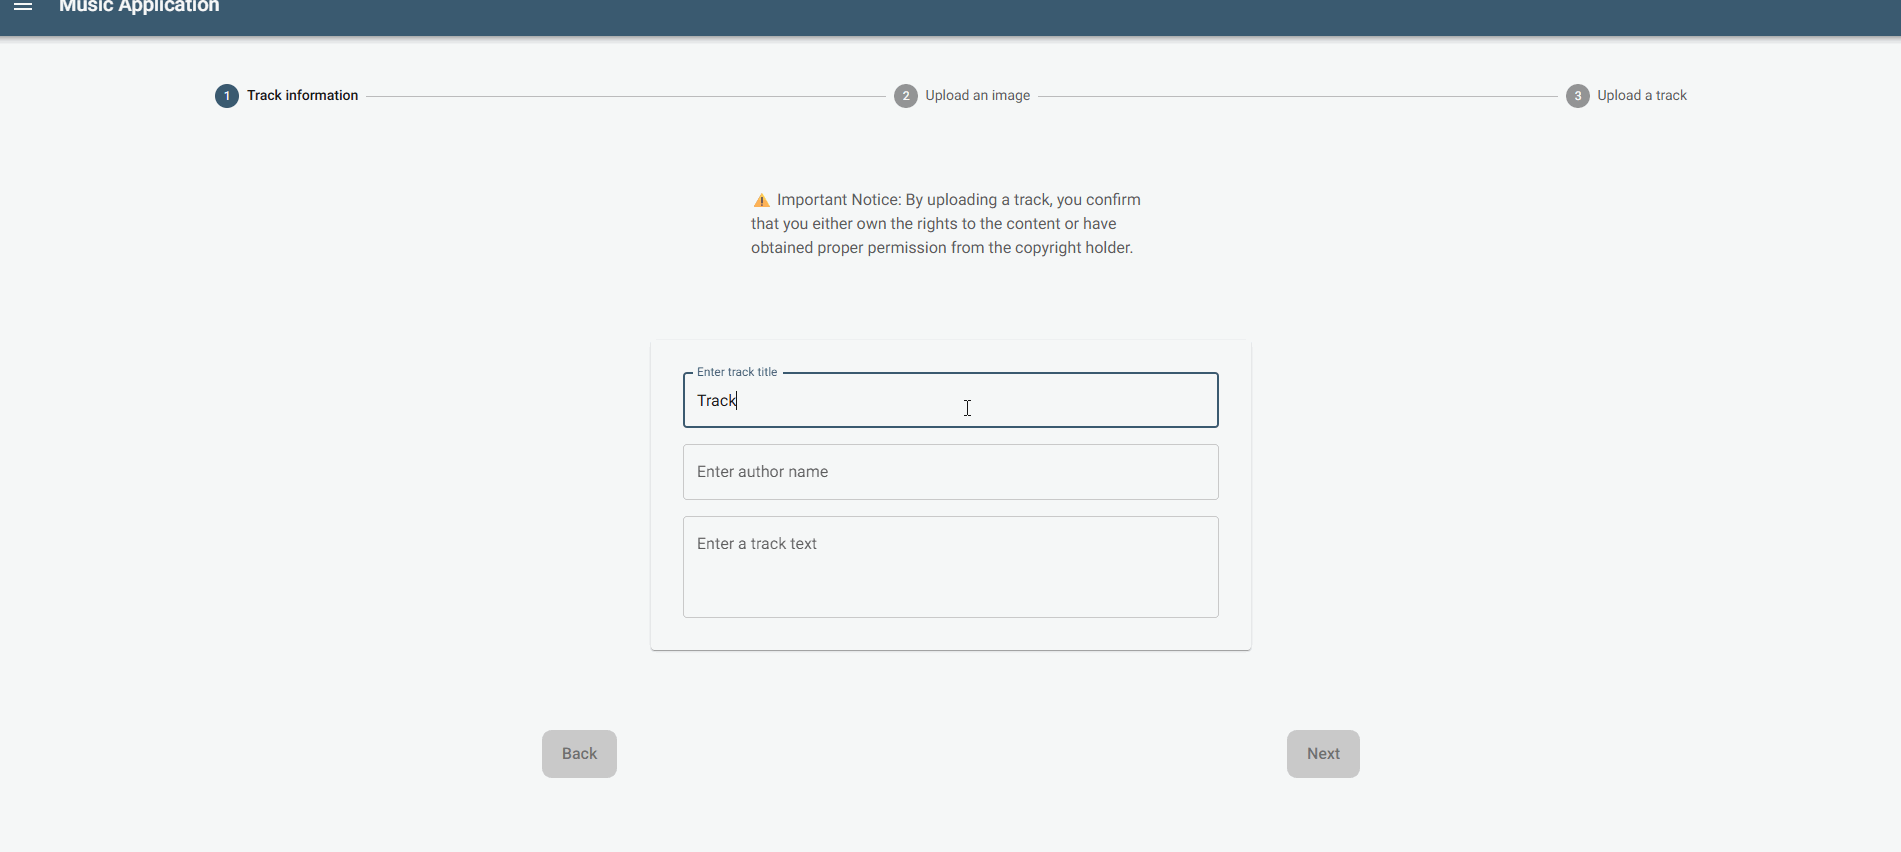 Music Application
1 Track information
2 Upload an image
3 Upload a track
⚠ Important Notice: By uploading a track, you confirm
that you either own the rights to the content or have
obtained proper permission from the copyright holder.
Enter track title
Track
Enter author name
Enter a track text
Back
Next